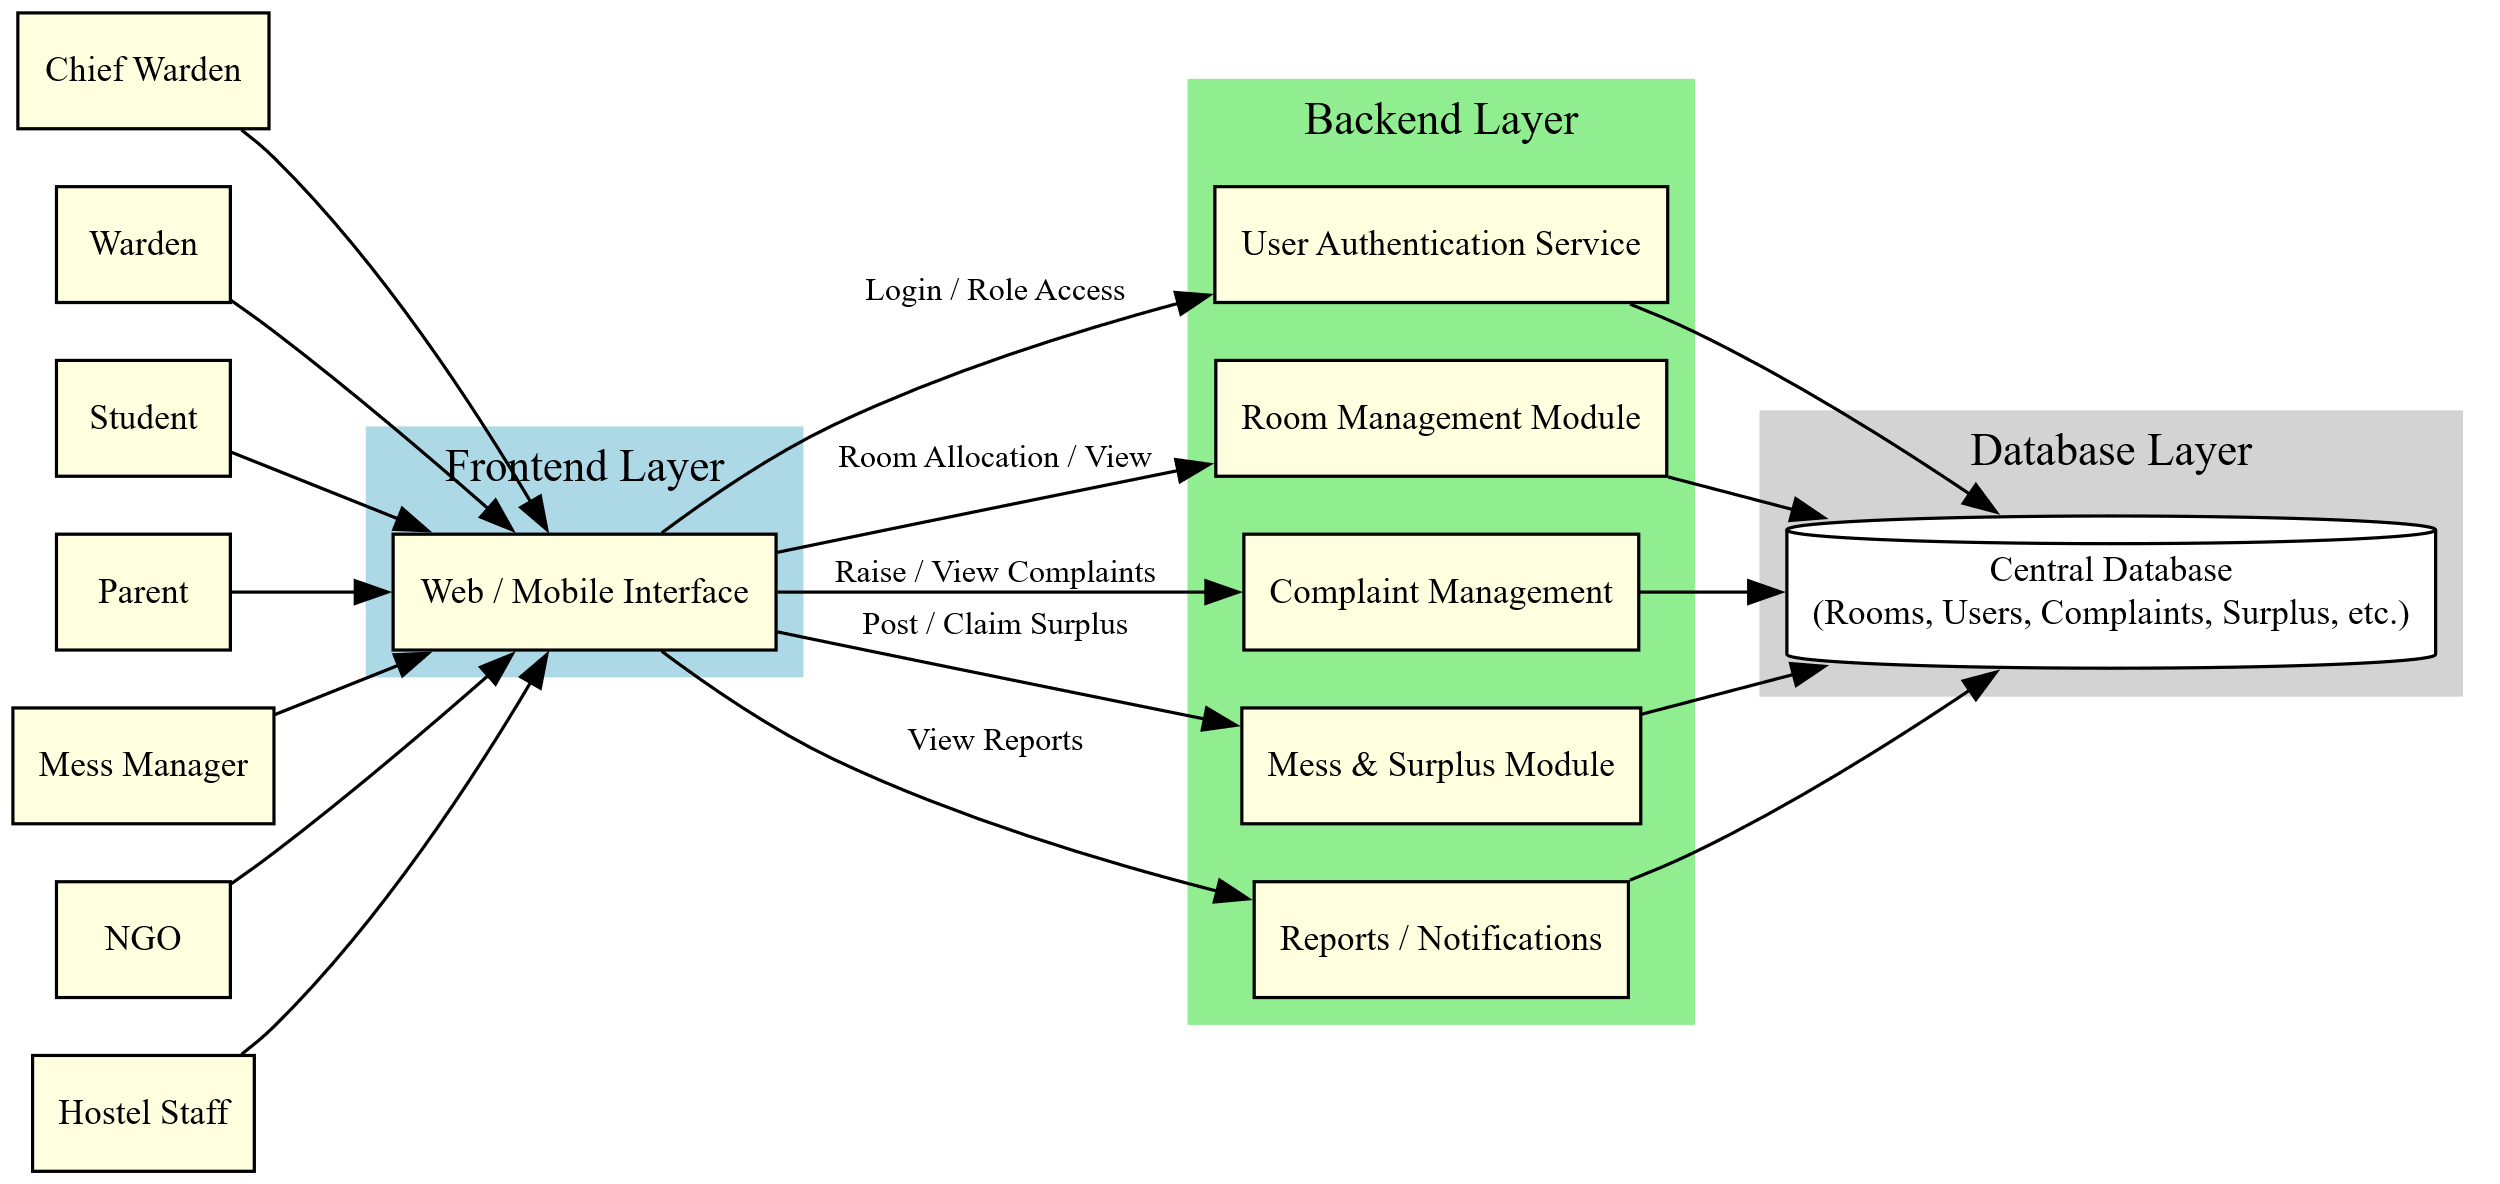 Chief Warden
Warden
Student
Parent
Mess Manager
NGO
Hostel Staff
Frontend Layer
Web / Mobile Interface
Login / Role Access
Room Allocation / View
Raise / View Complaints
Post / Claim Surplus
View Reports
Backend Layer
User Authentication Service
Room Management Module
Complaint Management
Mess & Surplus Module
Reports / Notifications
Database Layer
Central Database
(Rooms, Users, Complaints, Surplus, etc.)